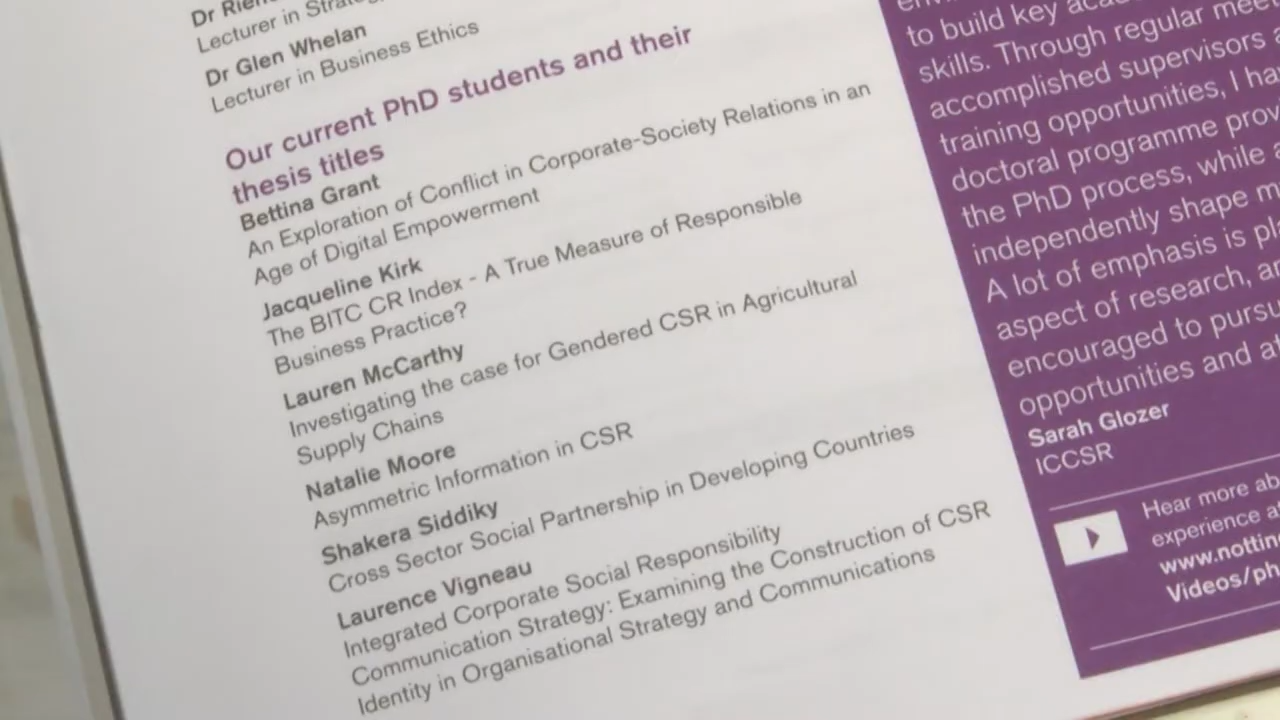 Dr
Lecturer in
Dr Glen Whelan
Lecturer in Business Ethics
Our current PhD students and their
thesis titles
Bettina Grant
An Exploration of Conflict in Corporate-Society Relations in an
Age of Digital Empowerment
Jacqueline Kirk
The BITC CR Index - A True Measure of Responsible
Business Practice?
Lauren McCarthy
Investigating the case for Gendered CSR in Agricultural
Supply Chains
Natalie Moore
Asymmetric Information in CSR
Shakera Siddiky
Cross Sector Social Partnership in Developing Countries
Laurence Vigneau
Integrated Corporate Social Responsibility
Communication Strategy: Examining the Construction of CSR
Identity in Organisational Strategy and Communications
to build key
skills. Through regular
accomplished supervisors
training opportunities, I
doctoral programme
the PhD process, while
independently shape
A lot of emphasis is
aspect of research,
encouraged to
opportunities and
Sarah Glozer
ICCSR
Hear more
experience